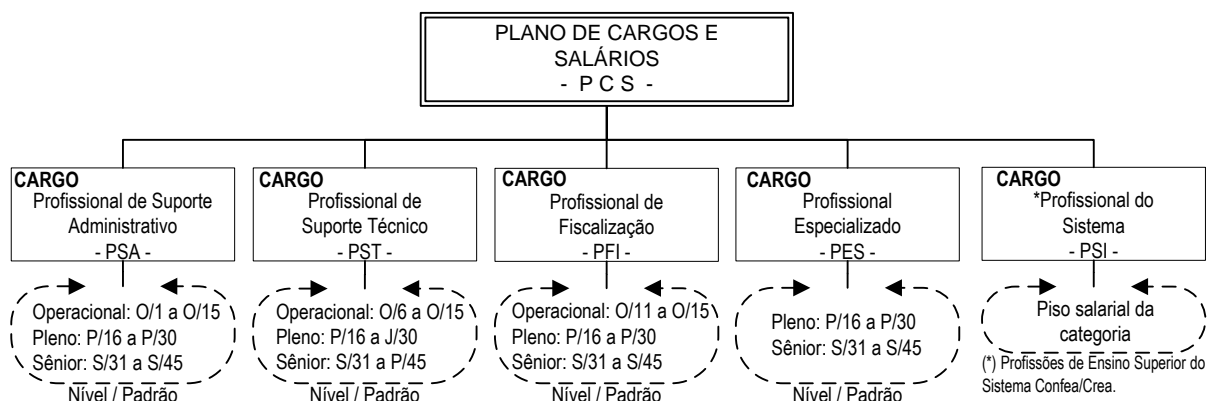 PLANO DE CARGOS E
SALÁRIOS
- P C S -
CARGO
Profissional de Suporte
Administrativo
- PSA -
Operacional: O/1 a O/15
Pleno: P/16 a P/30
Sênior: S/31 a S/45
Nível / Padrão
CARGO
Profissional de
Suporte Técnico
- PST -
Operacional: O/6 a O/15
Pleno: P/16 a J/30
Sênior: S/31 a P/45
Nível / Padrão
CARGO
Profissional de
Fiscalização
- PFI -
Operacional: O/11 a O/15
Pleno: P/16 a P/30
Sênior: S/31 a S/45
Nível / Padrão
CARGO
Profissional
Especializado
- PES -
Pleno: P/16 a P/30
Sênior: S/31 a S/45
Nível / Padrão
CARGO
*Profissional do
Sistema
- PSI -
Piso salarial da
categoria
(*) Profissões de Ensino Superior do
Sistema Confea/Crea.